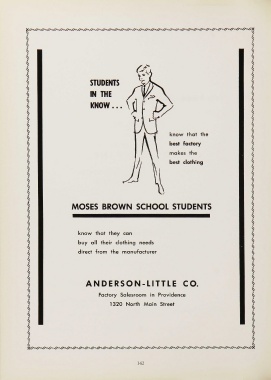 STUDENTS
IN THE
KNOW . . .
know that the
best factory
makes the
best clothing
MOSES BROWN SCHOOL STUDENTS
know that they can
buy all their clothing needs
direct from the manufacturer
ANDERSON-LITTLE CO.
Factory Salesroom in Providence
1320 North Main Street